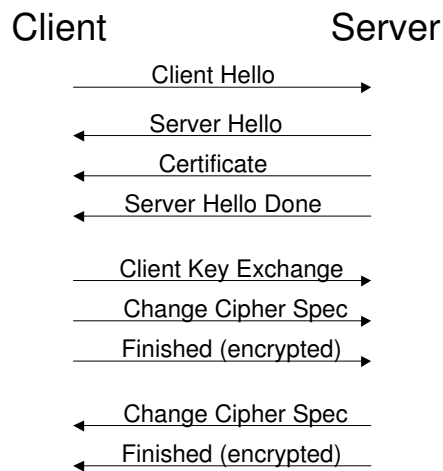 Client Server
Client Hello
Server Hello
Certificate
Server Hello Done
Client Key Exchange
Change Cipher Spec
Finished (encrypted)
Change Cipher Spec
Finished (encrypted)